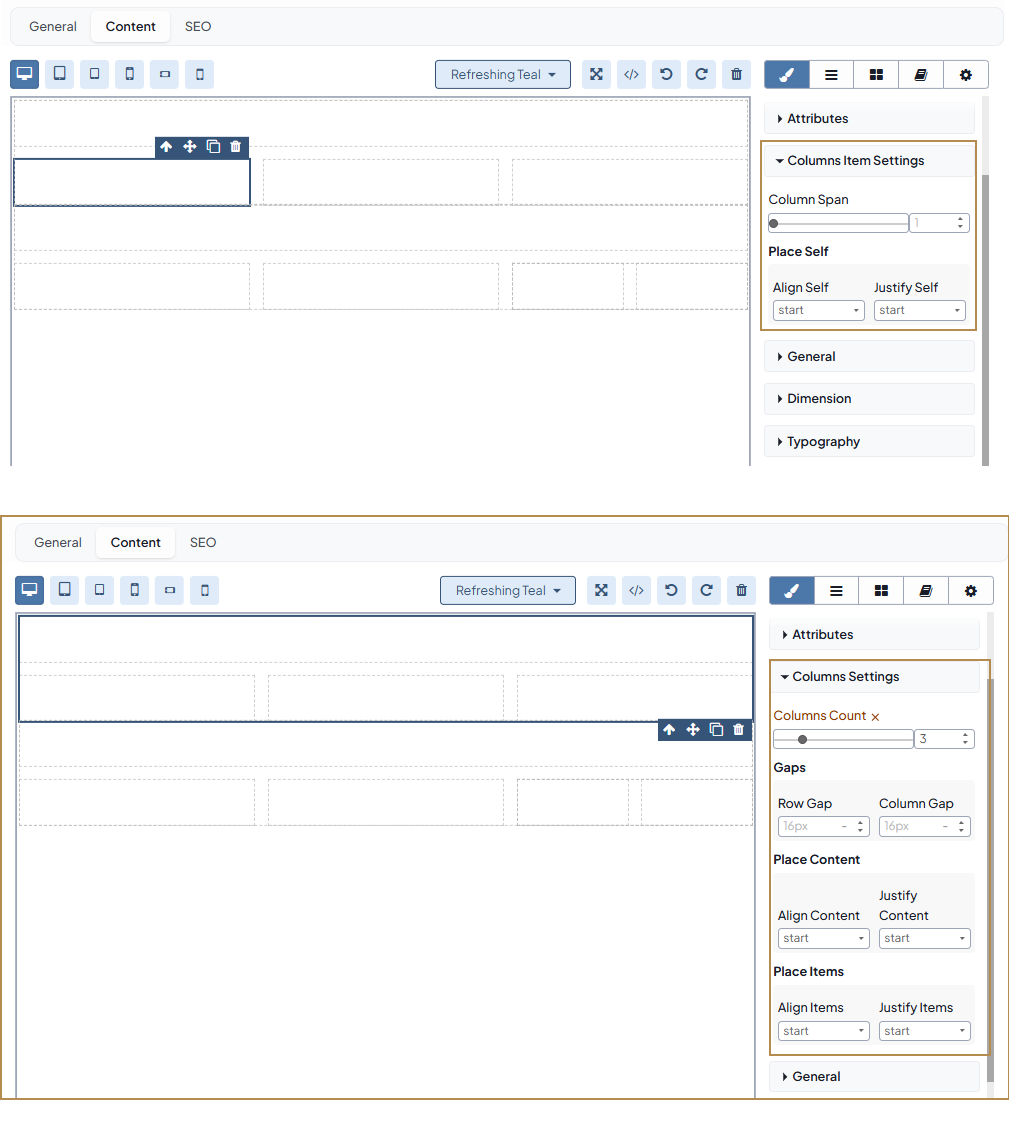 General Content SEO
Refreshing Teal </>
Attributes
Columns Item Settings
Column Span
1
Place Self
Align Self Justify Self
start start
General
Dimension
Typography
General Content SEO
Refreshing Teal </>
Attributes
Columns Settings
Columns Count ×
3
Gaps
Row Gap Column Gap
16px - 16px -
Place Content
Justify
Align Content Content
start start
Place Items
Align Items Justify Items
start start
General